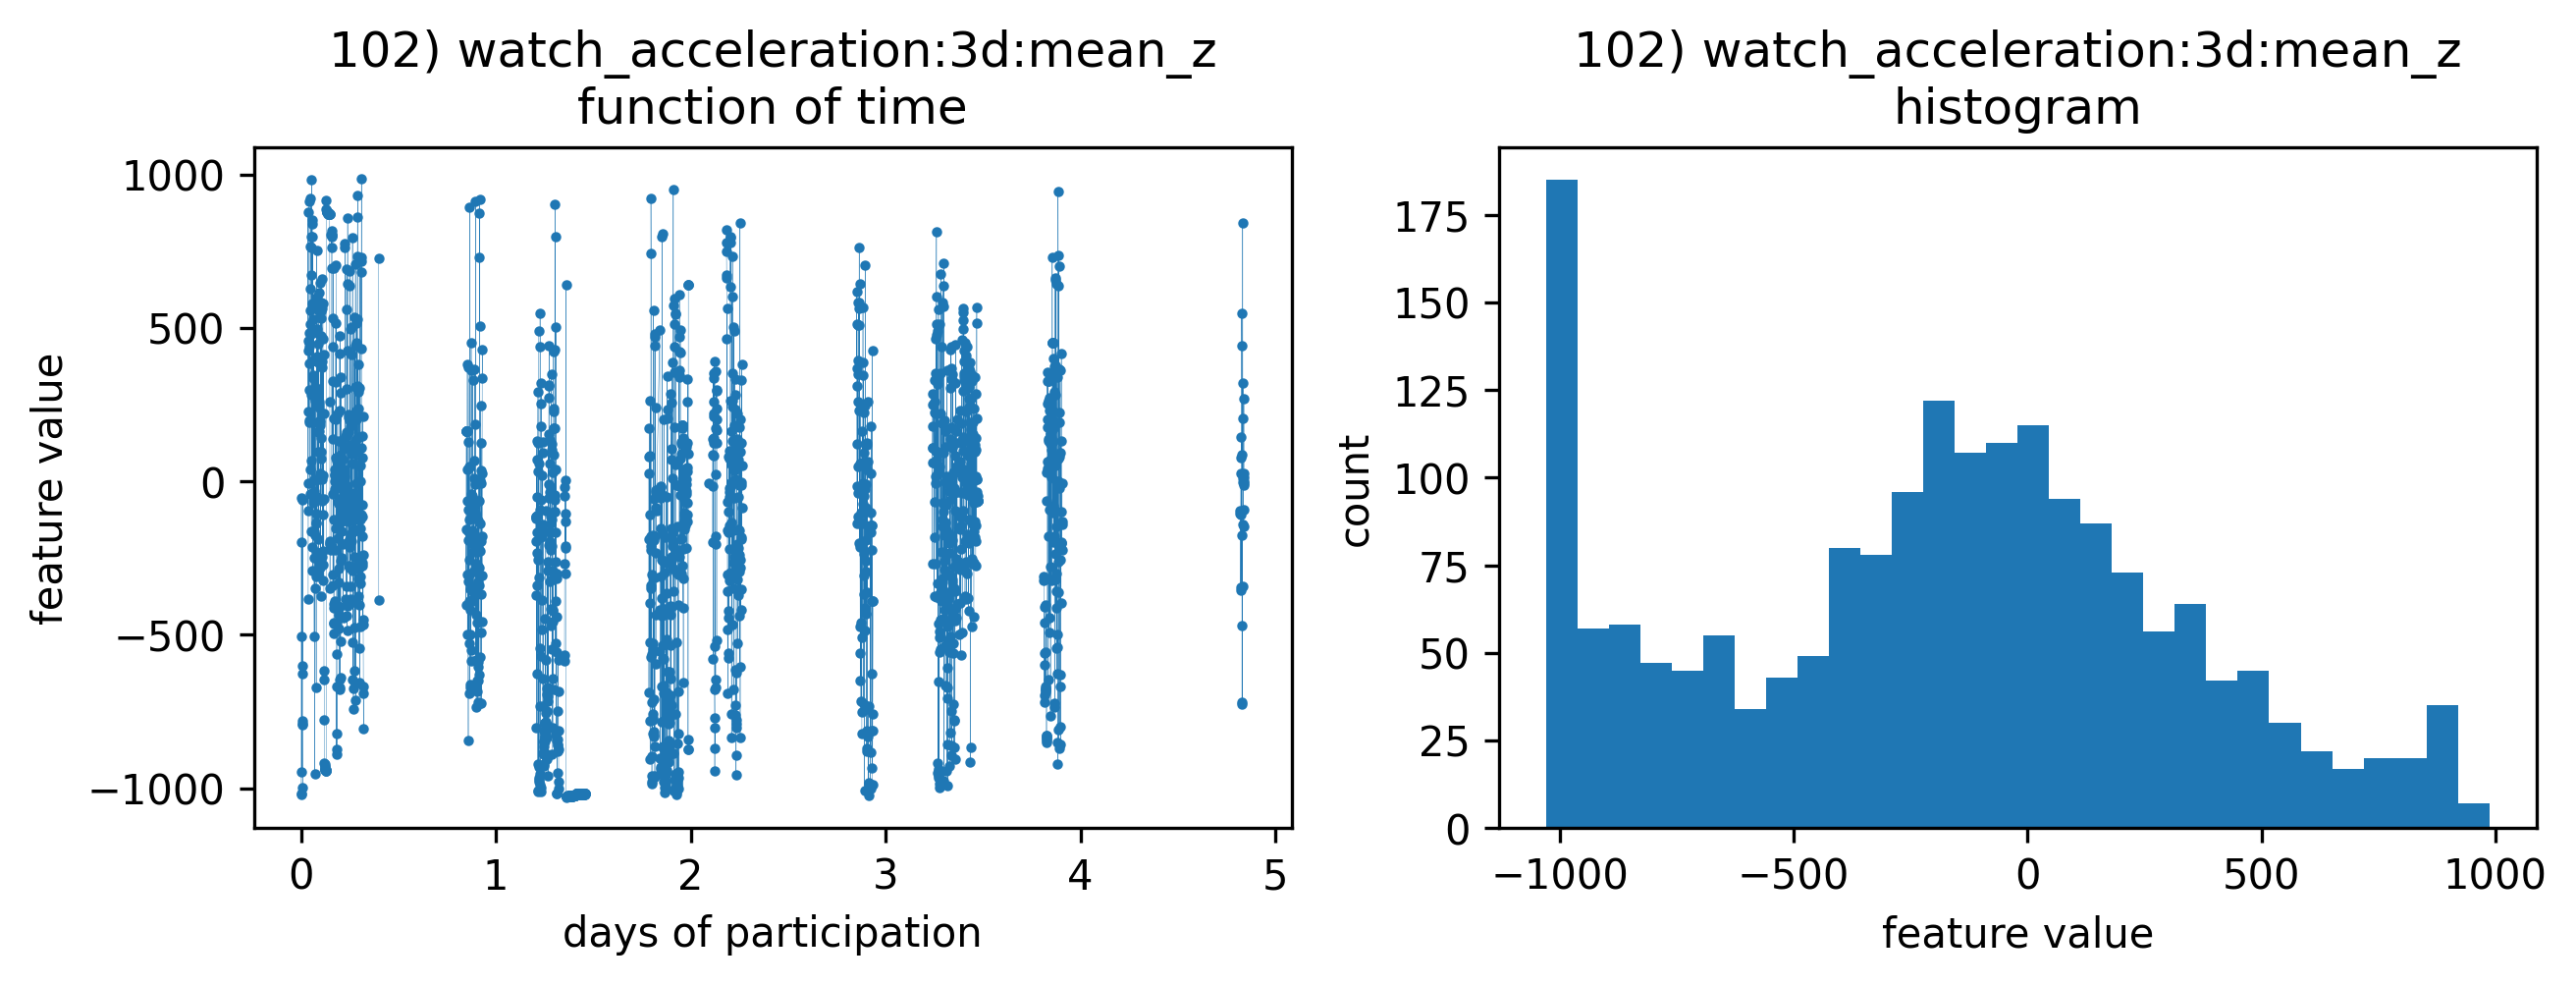 102) watch_acceleration:3d:mean_z
function of time
1000
500
0
−500
−1000
feature value
0 1 2 3 4 5
days of participation
102) watch_acceleration:3d:mean_z
histogram
175
150
125
100
75
50
25
0
count
−1000 −500 0 500 1000
feature value